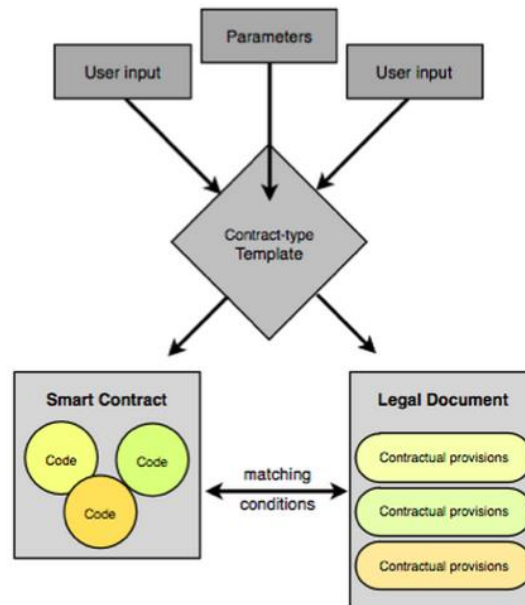 Parameters
User input
User input
Contract-type
Template
Smart Contract
Code
Code
Code
matching
conditions
Legal Document
Contractual provisions
Contractual provisions
Contractual provisions